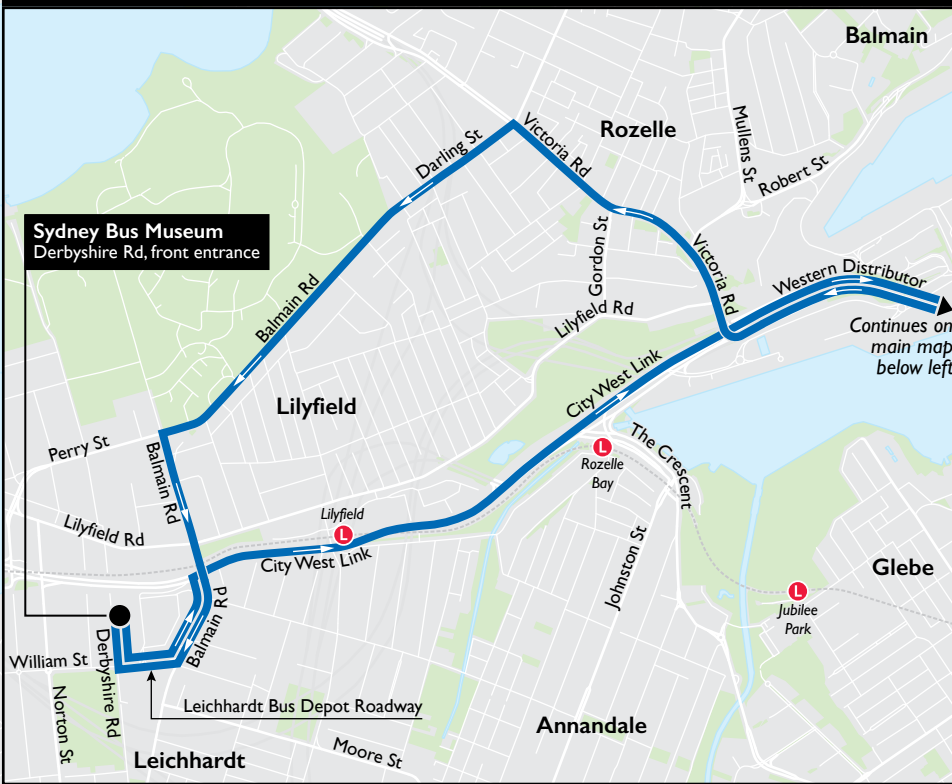 Balmain
Rozelle
Victoria Rd
Darling St
Mullens St
Robert St
Sydney Bus Museum
Derbyshire Rd, front entrance
Gordon St
Victoria Rd
Western Distributor
Balmain Rd
Lilyfield Rd
Continues on
main map
below left
City West Link
Lilyfield
Perry St
Balmain Rd
The Crescent
L
Rozelle
Bay
Lilyfield Rd
Lilyfield
L
City West Link
Johnston St
Glebe
L
Jubilee
Park
Balmain Rd
William St
Derbyshire Rd
Norton St
Leichhardt Bus Depot Roadway
Annandale
Moore St
Leichhardt